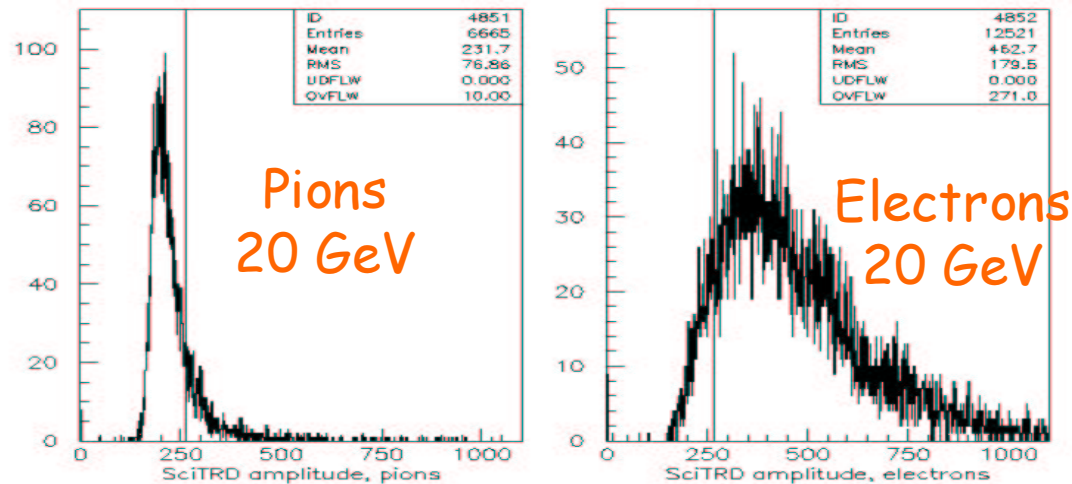 ID 4851
Entries 6665
Mean 231.7
RMS 76.86
UDFLW 0.000
OVFLW 10.00
100
80
60
40
20
0
Pions
20 GeV
0 250 500 750 1000
SciTRD amplitude, pions
ID 4852
Entries 12521
Mean 462.7
RMS 179.5
UDFLW 0.000
OVFLW 271.0
50
40
30
20
10
0
Electrons
20 GeV
0 250 500 750 1000
SciTRD amplitude, electrons